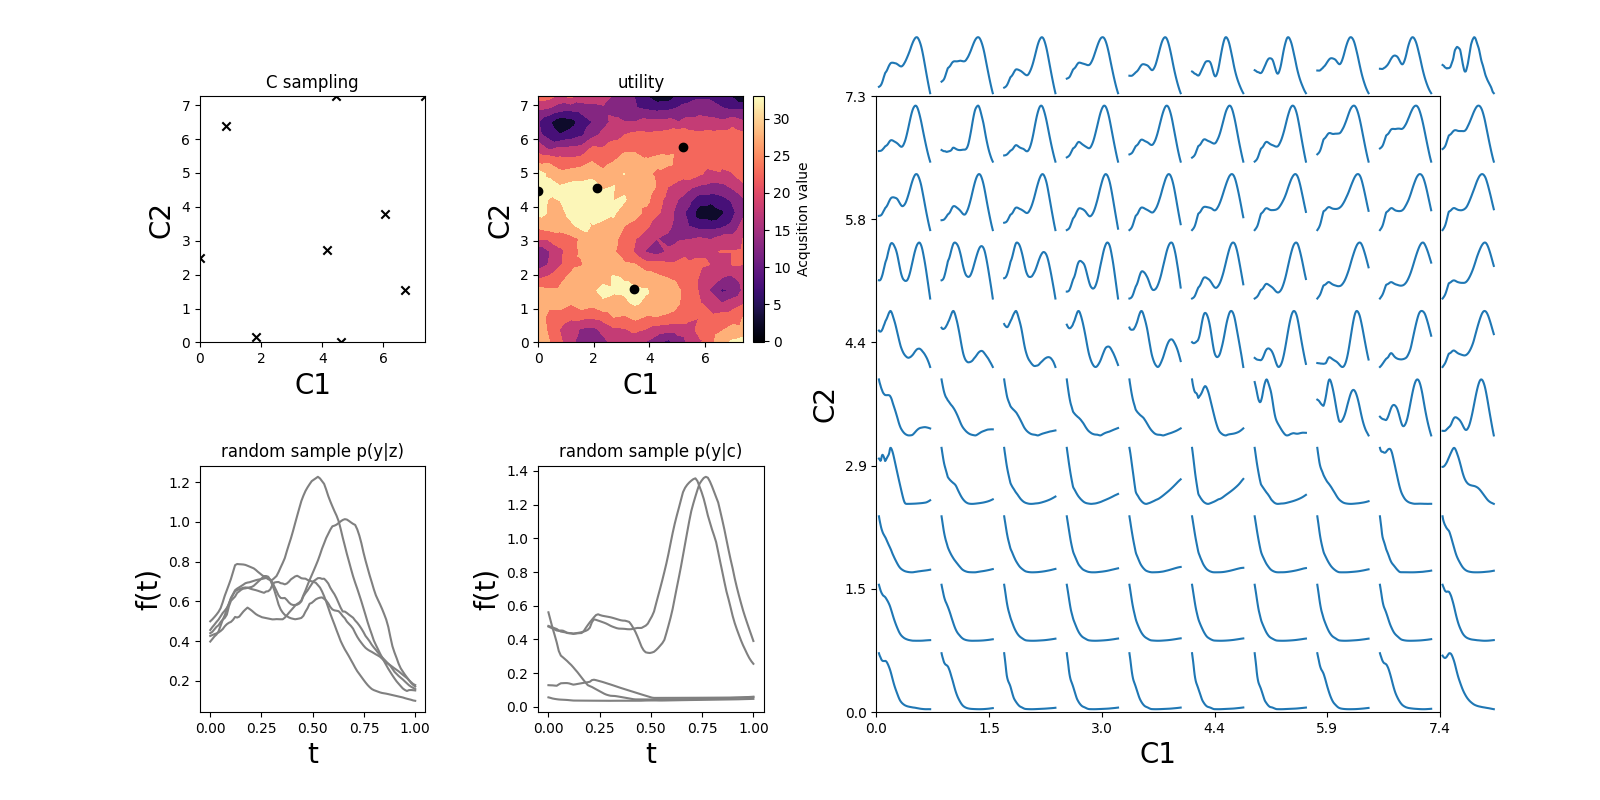 C sampling
7
6
5
4
3
2
1
0
C2
0 2 4 6
C1
utility
7
6
5
4
3
2
1
0
C2
0 2 4 6
C1
30
25
20
15
10
5
0
Acqusition value
random sample p(y|z)
1.2
1.0
0.8
0.6
0.4
0.2
f(t)
0.00 0.25 0.50 0.75 1.00
t
random sample p(y|c)
1.4
1.2
1.0
0.8
0.6
0.4
0.2
0.0
f(t)
0.00 0.25 0.50 0.75 1.00
t
7.3
5.8
4.4
2.9
1.5
0.0
C2
0.0 1.5 3.0 4.4 5.9 7.4
C1